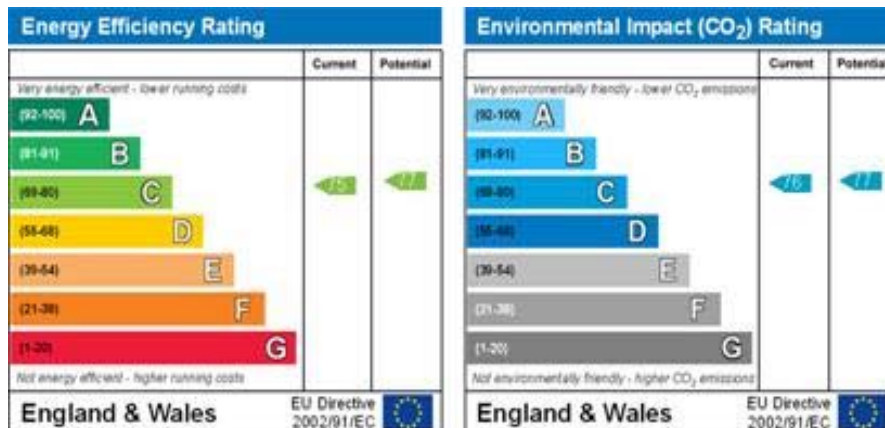 Energy Efficiency Rating
Current Potential
Very energy efficient - lower running costs
(92-100) A
(81-91) B
(69-80) C
75 77
(55-68) D
(39-54) E
(21-38) F
(1-20) G
Not energy efficient - higher running costs
England & Wales
EU Directive
2002/91/EC
Environmental Impact (CO₂) Rating
Current Potential
Very environmentally friendly - lower CO₂ emissions
(92-100) A
(81-91) B
(69-80) C
76 77
(55-68) D
(39-54) E
(21-38) F
(1-20) G
Not environmentally friendly - higher CO₂ emissions
England & Wales
EU Directive
2002/91/EC